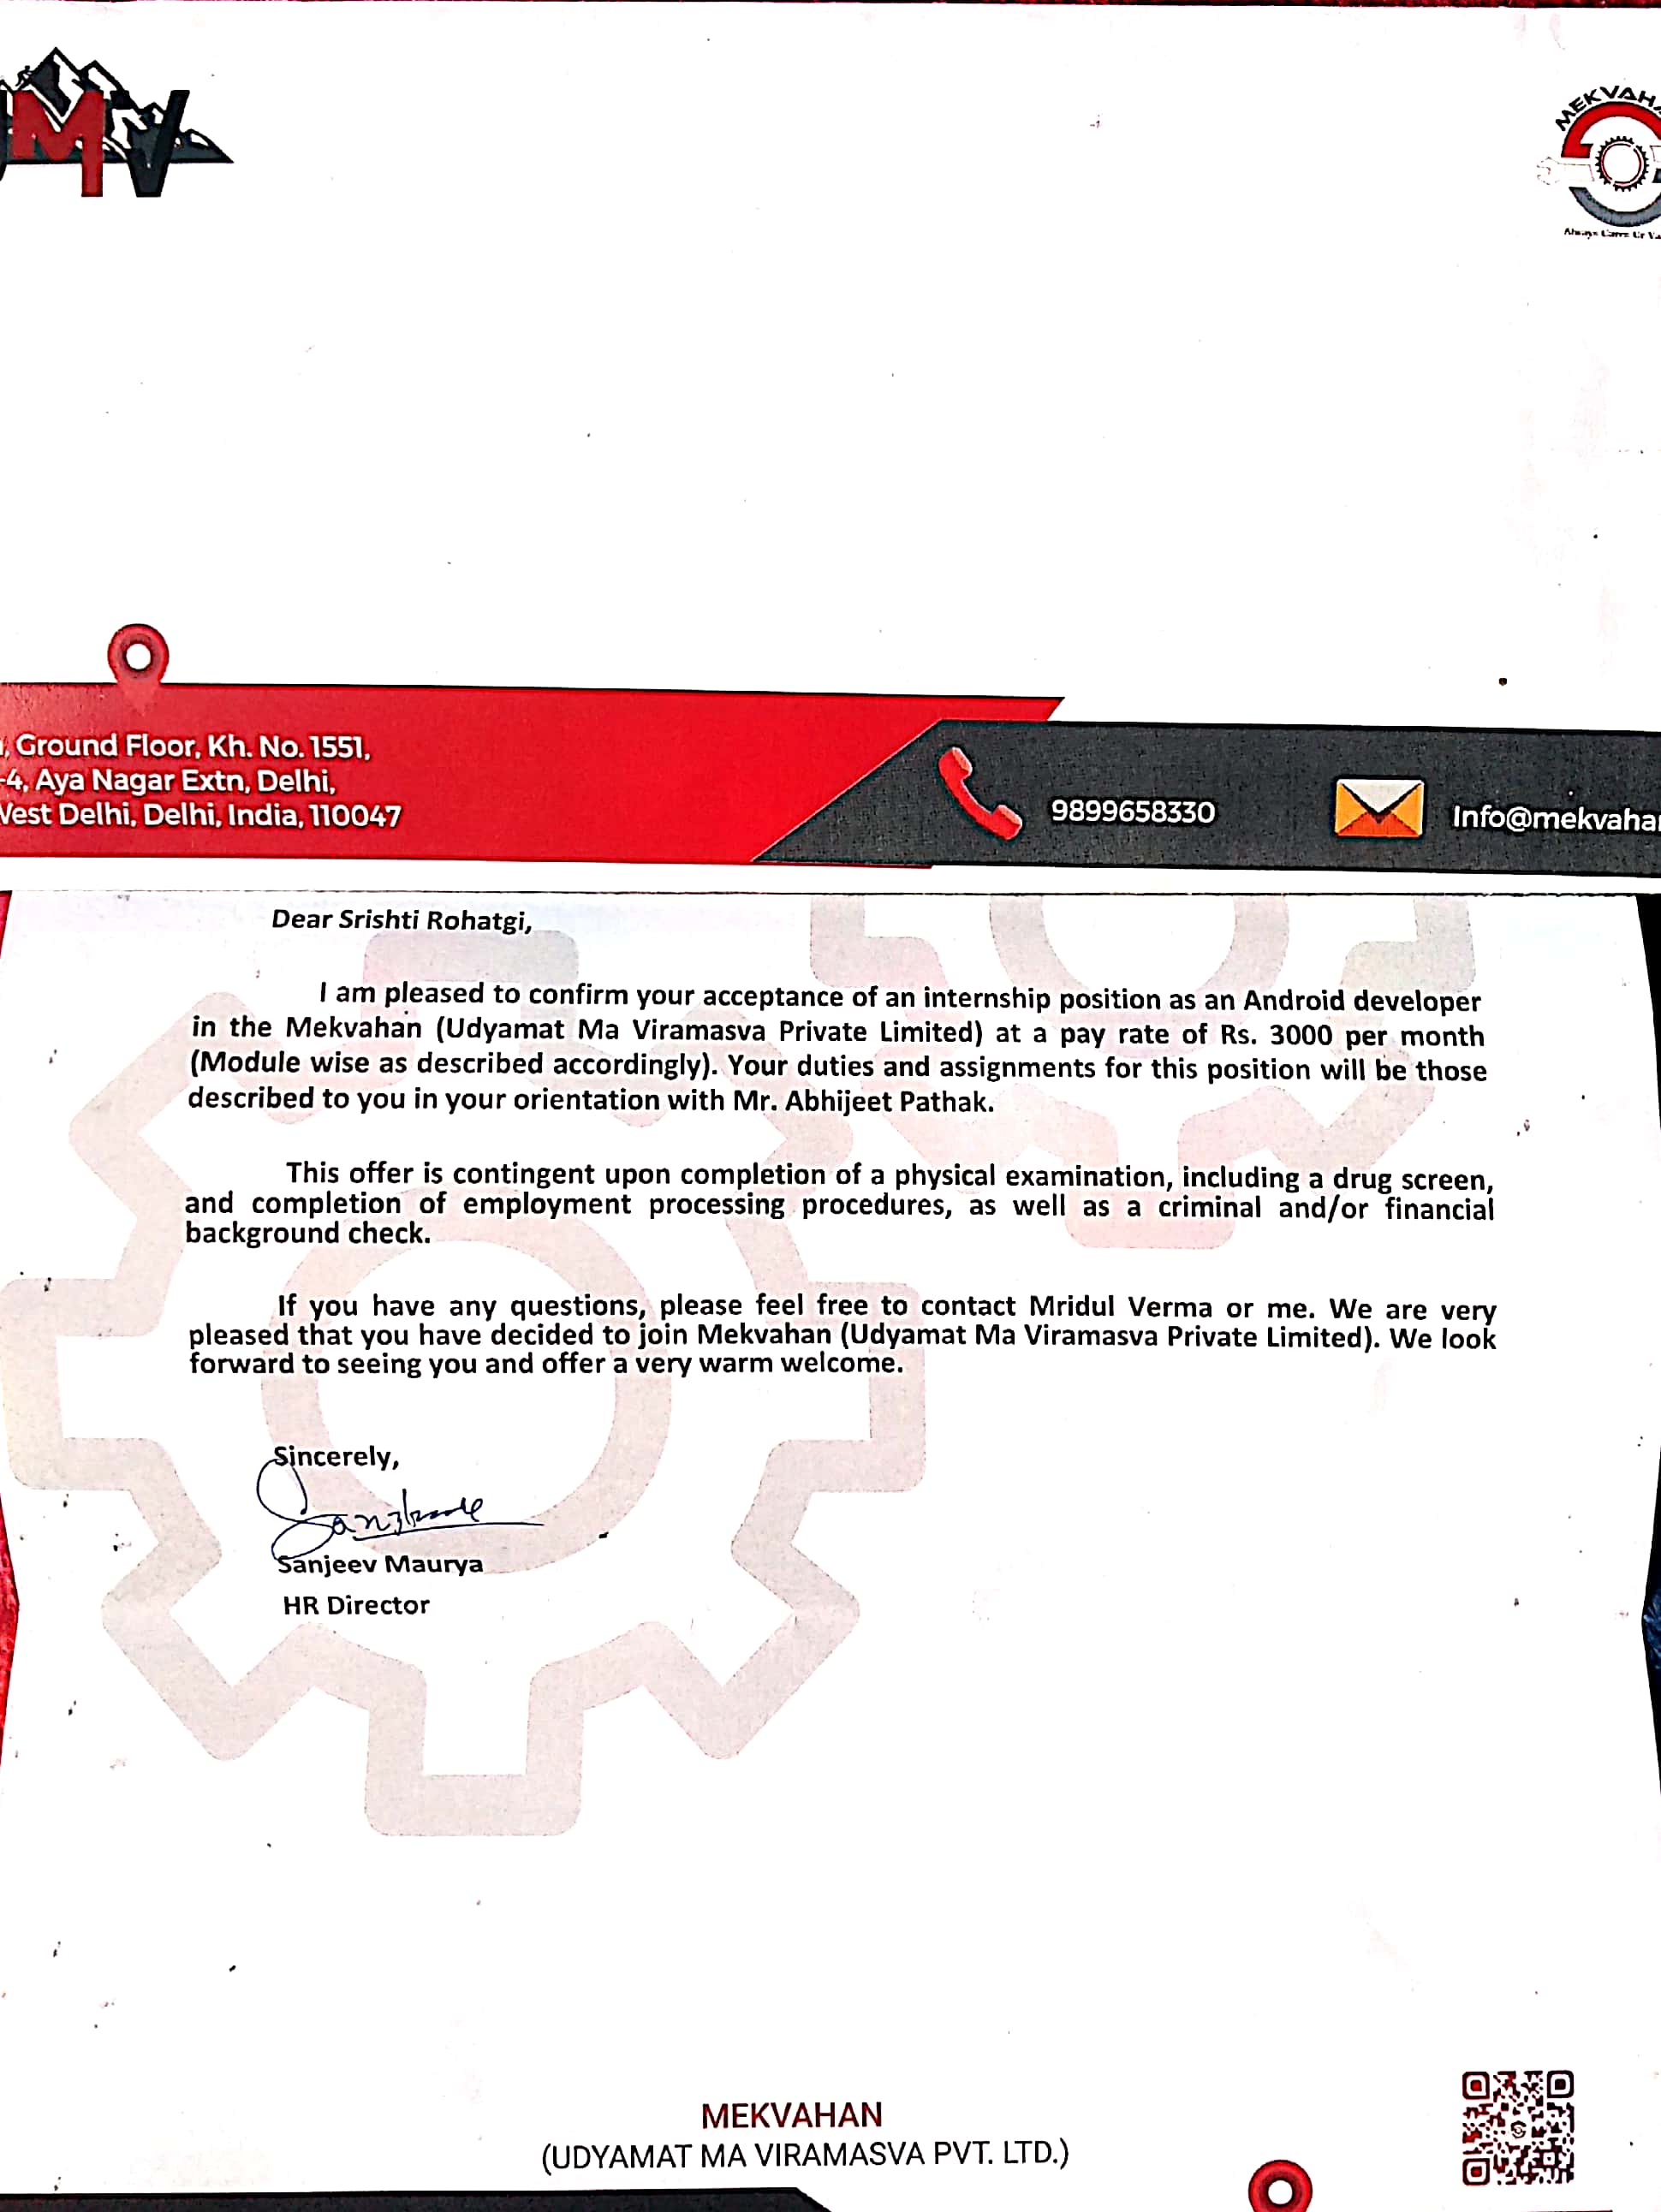 MV
MEKVAHA
Always Carre Ur Va
, Ground Floor, Kh. No. 1551,
-4, Aya Nagar Extn, Delhi,
West Delhi, Delhi, India, 110047
9899658330
Info@mekvaha
Dear Srishti Rohatgi,
I am pleased to confirm your acceptance of an internship position as an Android developer
in the Mekvahan (Udyamat Ma Viramasva Private Limited) at a pay rate of Rs. 3000 per month
(Module wise as described accordingly). Your duties and assignments for this position will be those
described to you in your orientation with Mr. Abhijeet Pathak.
This offer is contingent upon completion of a physical examination, including a drug screen,
and completion of employment processing procedures, as well as a criminal and/or financial
background check.
If you have any questions, please feel free to contact Mridul Verma or me. We are very
pleased that you have decided to join Mekvahan (Udyamat Ma Viramasva Private Limited). We look
forward to seeing you and offer a very warm welcome.
Sincerely,
Sanjeev Maurya
HR Director
MEKVAHAN
(UDYAMAT MA VIRAMASVA PVT. LTD.)